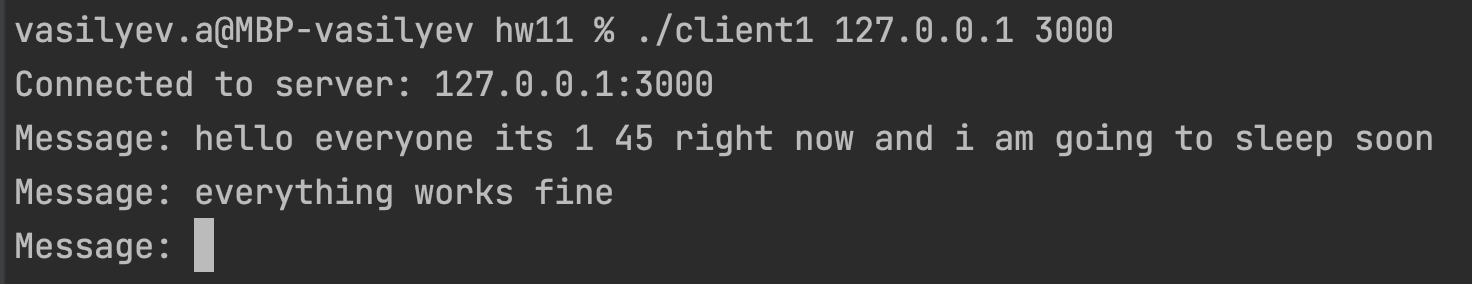 vasilyev.a@MBP-vasilyev hw11 % ./client1 127.0.0.1 3000
Connected to server: 127.0.0.1:3000
Message: hello everyone its 1 45 right now and i am going to sleep soon
Message: everything works fine
Message: